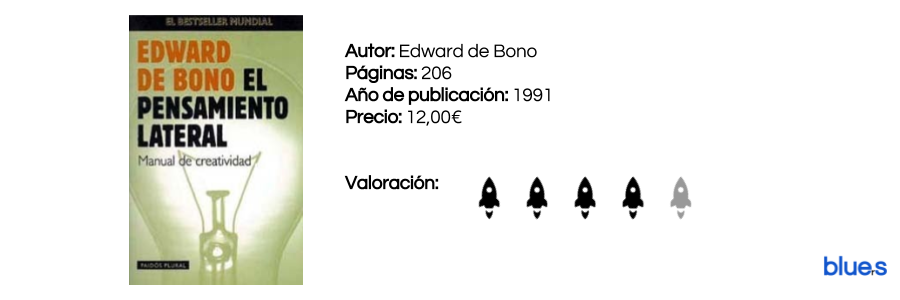 EL BESTSELLER MUNDIAL
EDWARD
DE BONO EL
PENSAMIENTO
LATERAL
Manual de creatividad
PAIDÓS PLURAL
Autor: Edward de Bono
Páginas: 206
Año de publicación: 1991
Precio: 12,00€
Valoración:
blue.s